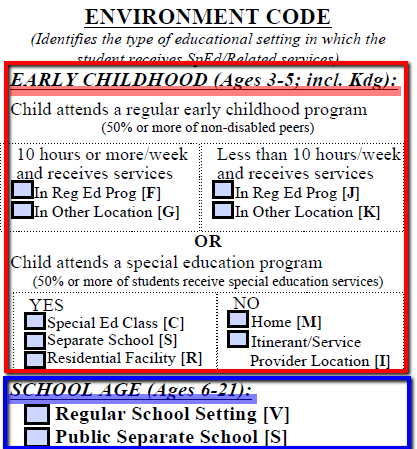 ENVIRONMENT CODE
(Identifies the type of educational setting in which the
student receives SpEd/Related services)
EARLY CHILDHOOD (Ages 3-5; incl. Kdg):
Child attends a regular early childhood program
(50% or more of non-disabled peers)
10 hours or more/week
and receives services
In Reg Ed Prog [F]
In Other Location [G]
Less than 10 hours/week
and receives services
In Reg Ed Prog [J]
In Other Location [K]
OR
Child attends a special education program
(50% or more of students receive special education services)
YES
Special Ed Class [C]
Separate School [S]
Residential Facility [R]
NO
Home [M]
Itinerant/Service
Provider Location [I]
SCHOOL AGE (Ages 6-21):
Regular School Setting [V]
Public Separate School [S]